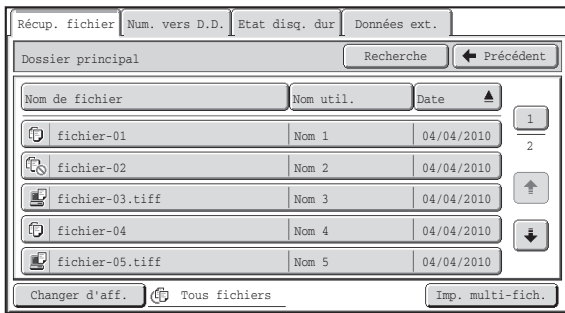 Récup. fichier Num. vers D.D. Etat disq. dur Données ext.
Dossier principal Recherche Précédent
Nom de fichier Nom util. Date
fichier-01 Nom 1 04/04/2010
fichier-02 Nom 2 04/04/2010
fichier-03.tiff Nom 3 04/04/2010
fichier-04 Nom 4 04/04/2010
fichier-05.tiff Nom 5 04/04/2010
1
2
Changer d'aff. Tous fichiers Imp. multi-fich.